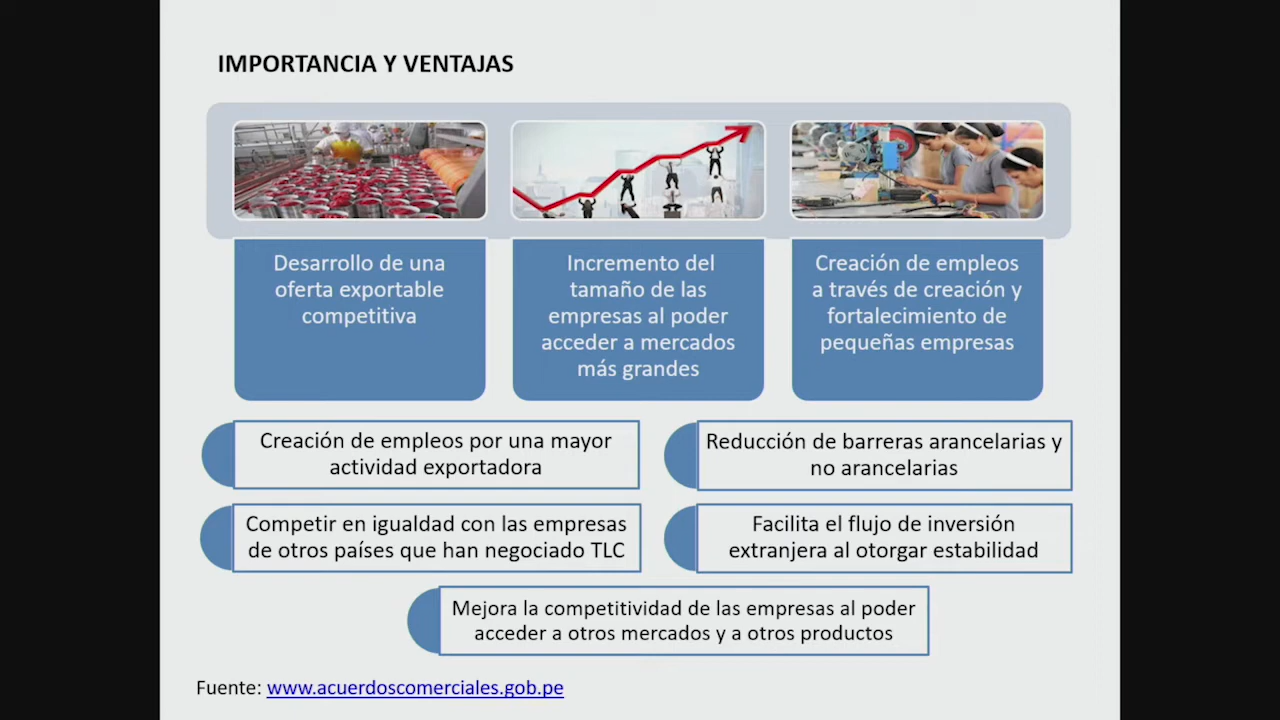 IMPORTANCIA Y VENTAJAS
Desarrollo de una
oferta exportable
competitiva
Incremento del
tamaño de las
empresas al poder
acceder a mercados
más grandes
Creación de empleos
a través de creación y
fortalecimiento de
pequeñas empresas
Creación de empleos por una mayor
actividad exportadora
Reducción de barreras arancelarias y
no arancelarias
Competir en igualdad con las empresas
de otros países que han negociado TLC
Facilita el flujo de inversión
extranjera al otorgar estabilidad
Mejora la competitividad de las empresas al poder
acceder a otros mercados y a otros productos
Fuente: www.acuerdoscomerciales.gob.pe